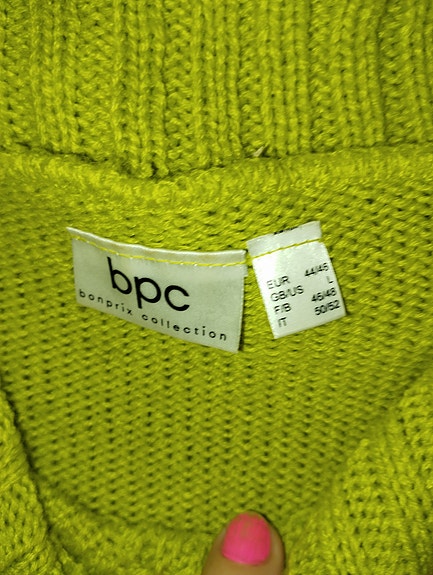 bpc
bonprix collection
EUR 44/46
GB/US L
F/B 46/48
IT 50/52